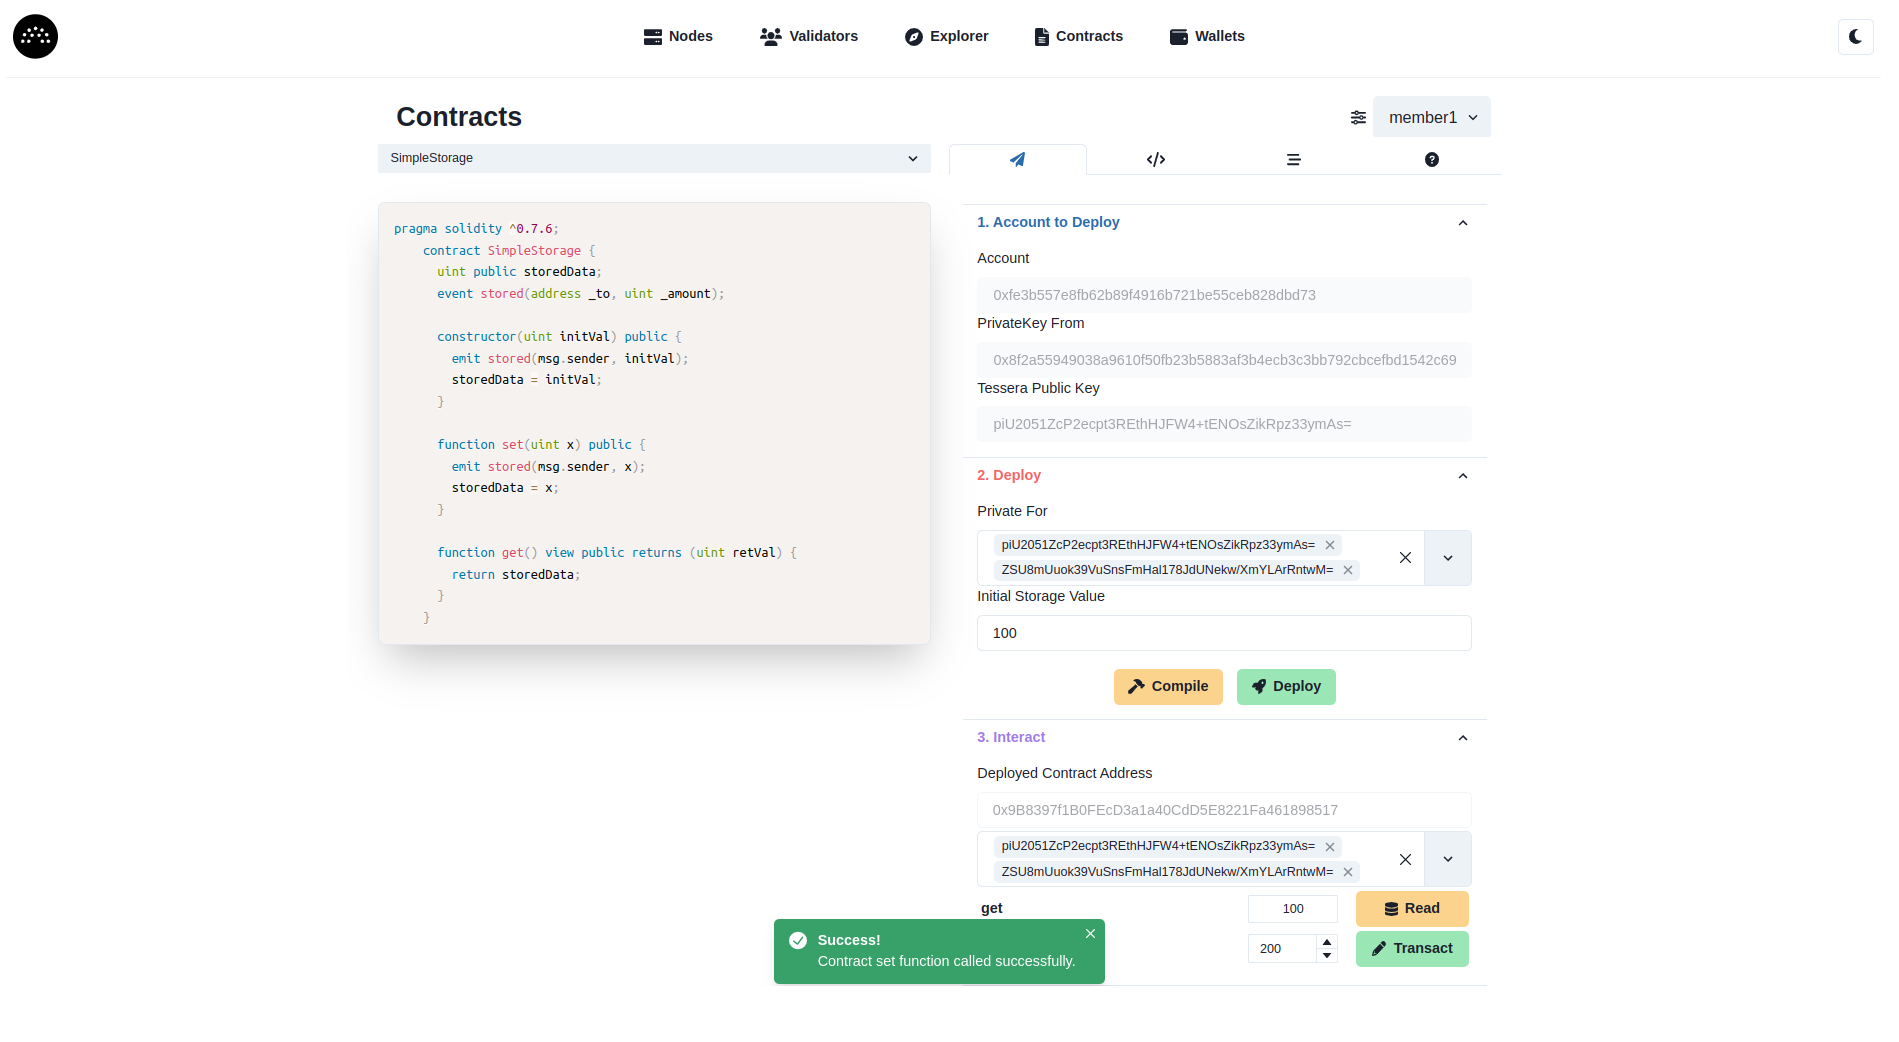 Nodes
Validators
Explorer
Contracts
Wallets
Contracts
member1
SimpleStorage
pragma solidity ^0.7.6;
contract SimpleStorage {
uint public storedData;
event stored(address _to, uint _amount);
constructor(uint initVal) public {
emit stored(msg.sender, initVal);
storedData = initVal;
}
function set(uint x) public {
emit stored(msg.sender, x);
storedData = x;
}
function get() view public returns (uint retVal) {
return storedData;
}
}
1. Account to Deploy
Account
0xfe3b557e8fb62b89f4916b721be55ceb828dbd73
PrivateKey From
0x8f2a55949038a9610f50fb23b5883af3b4ecb3c3bb792cbcefbd1542c69
Tessera Public Key
piU2051ZcP2ecpt3REthHJFW4+tENOsZikRpz33ymAs=
2. Deploy
Private For
piU2051ZcP2ecpt3REthHJFW4+tENOsZikRpz33ymAs=
ZSU8mUuok39VuSnsFmHal178JdUNekw/XmYLArRntwM=
Initial Storage Value
100
Compile
Deploy
3. Interact
Deployed Contract Address
0x9B8397f1B0FEcD3a1a40CdD5E8221Fa461898517
piU2051ZcP2ecpt3REthHJFW4+tENOsZikRpz33ymAs=
ZSU8mUuok39VuSnsFmHal178JdUNekw/XmYLArRntwM=
get
100
Read
200
Transact
Success!
Contract set function called successfully.